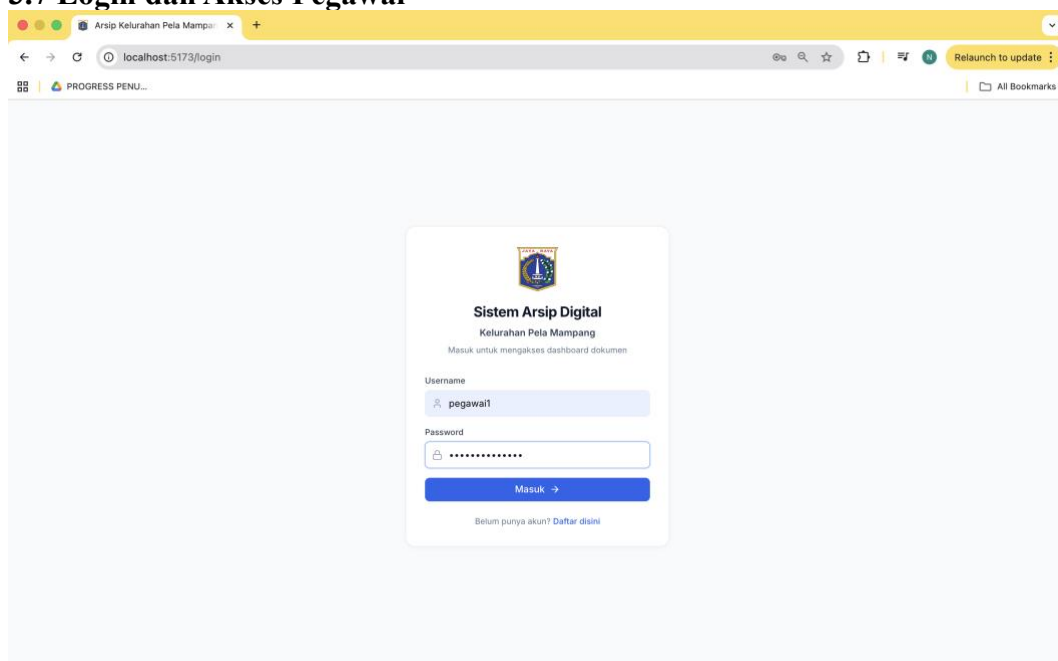 3.7 Login dan Akses Pegawai
Arsip Kelurahan Pela Mampan
localhost:5173/login
N
Relaunch to update
PROGRESS PENU...
All Bookmarks
JAYA RAYA
Sistem Arsip Digital
Kelurahan Pela Mampang
Masuk untuk mengakses dashboard dokumen
Username
pegawai1
Password
••••••••••••••
Masuk →
Belum punya akun? Daftar disini